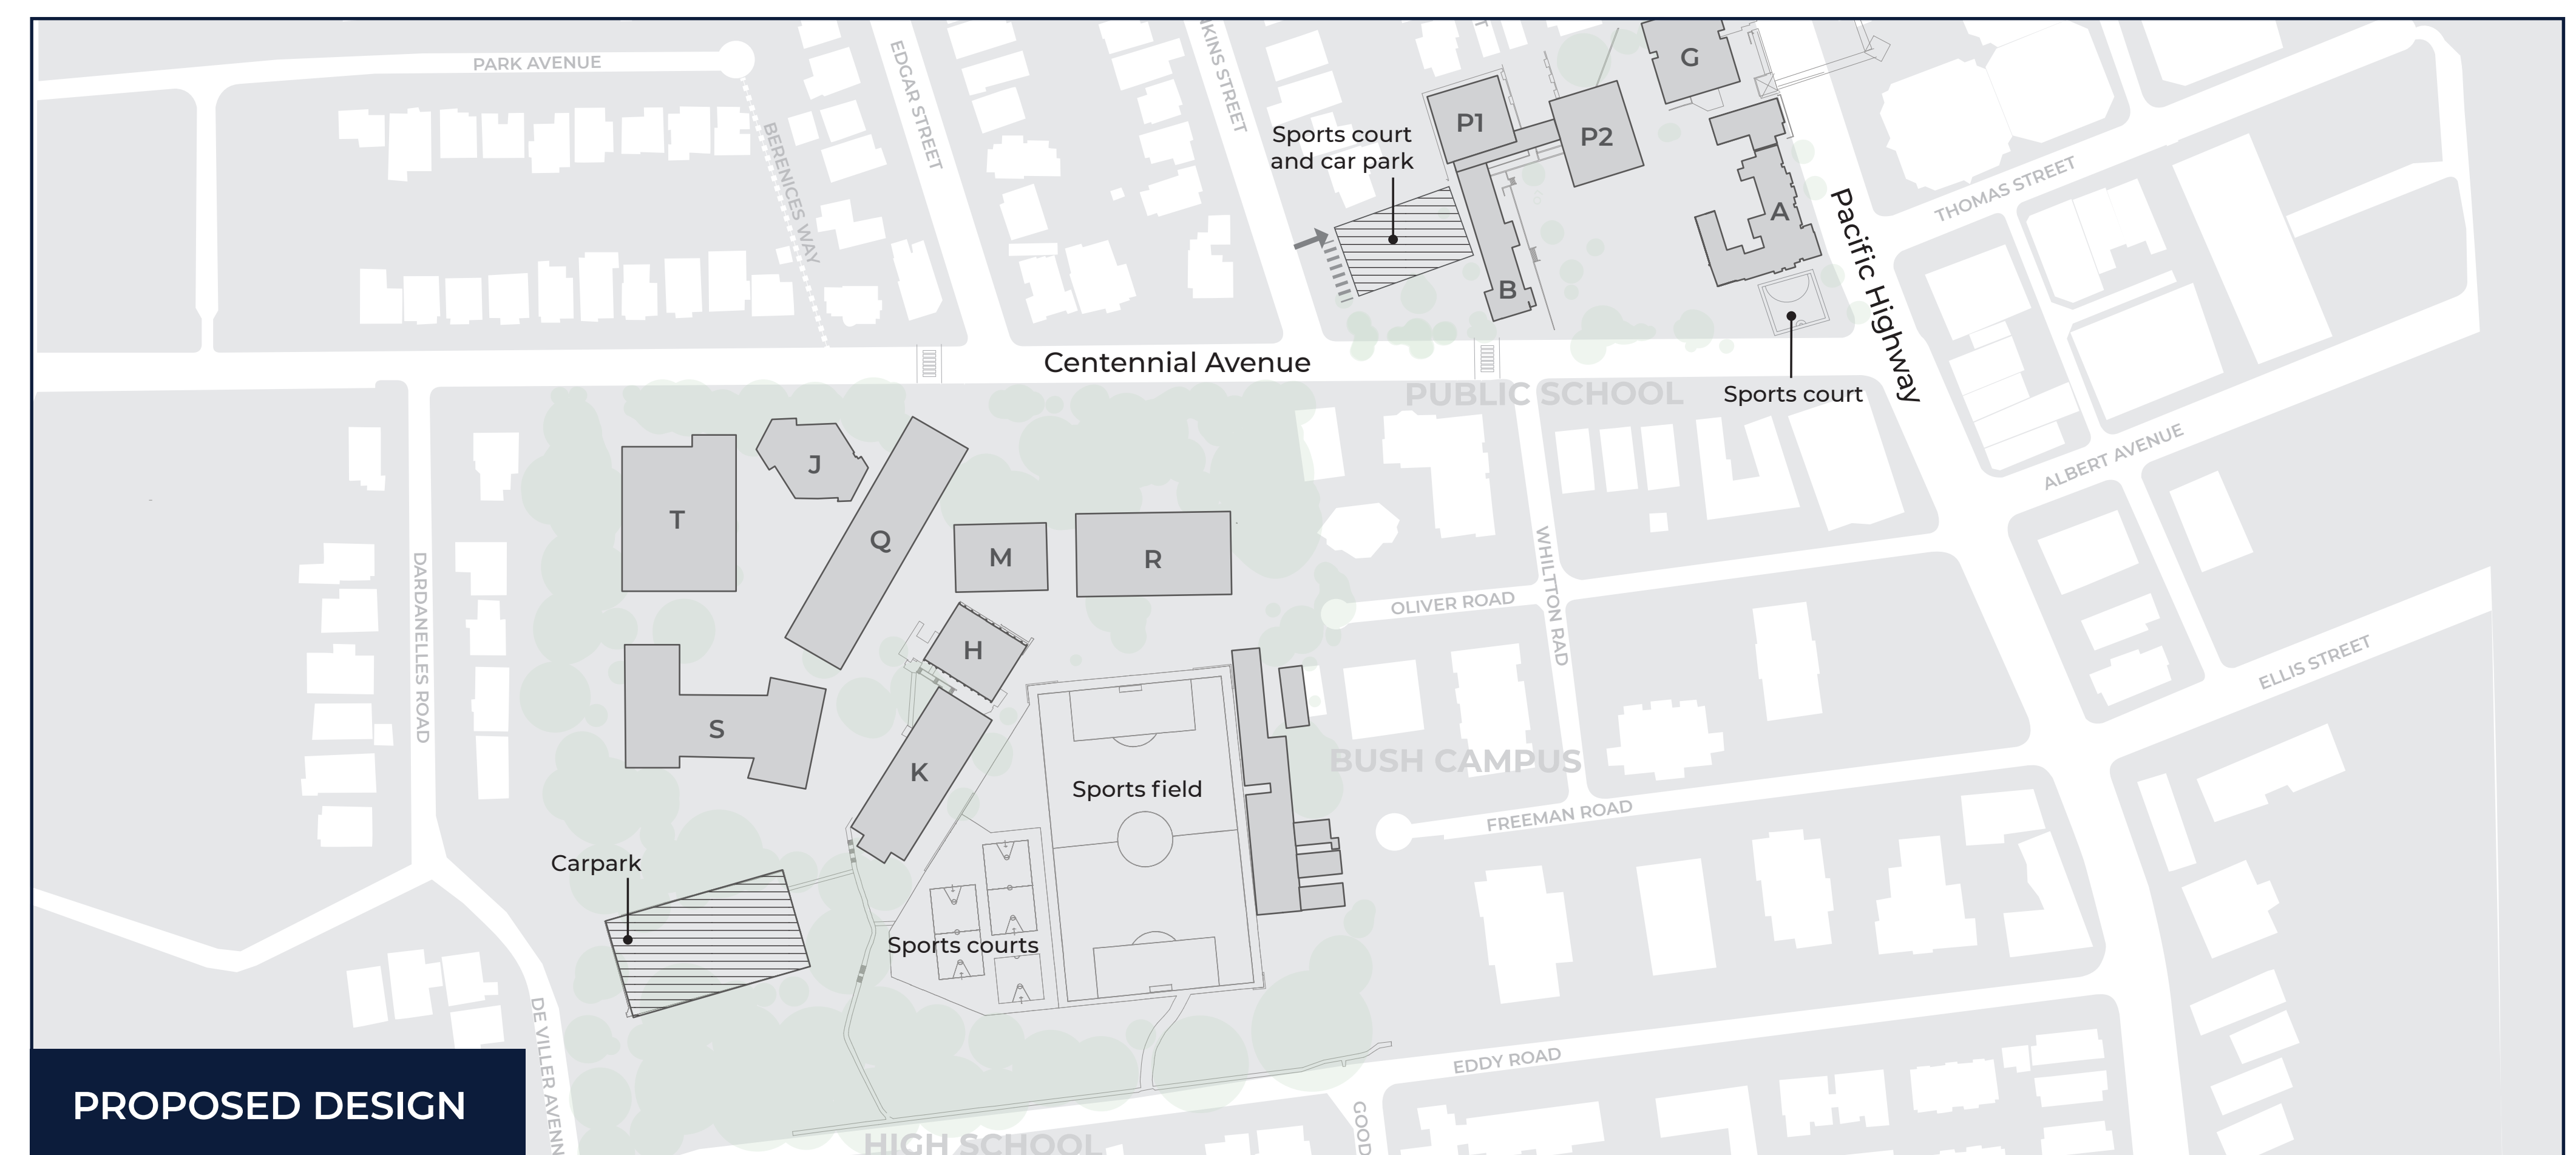 PARK AVENUE
EDGAR STREET
KINS STREET
BERENICES WAY
G
P1
P2
Sports court
and car park
A
B
Pacific Highway
THOMAS STREET
Centennial Avenue
PUBLIC SCHOOL
Sports court
ALBERT AVENUE
J
T
Q
M
R
DARDANELLES ROAD
WHILTON RAD
OLIVER ROAD
H
ELLIS STREET
S
K
BUSH CAMPUS
Sports field
FREEMAN ROAD
Carpark
Sports courts
DE VILLER AVENN
EDDY ROAD
GOOD
PROPOSED DESIGN
HIGH SCHOOL